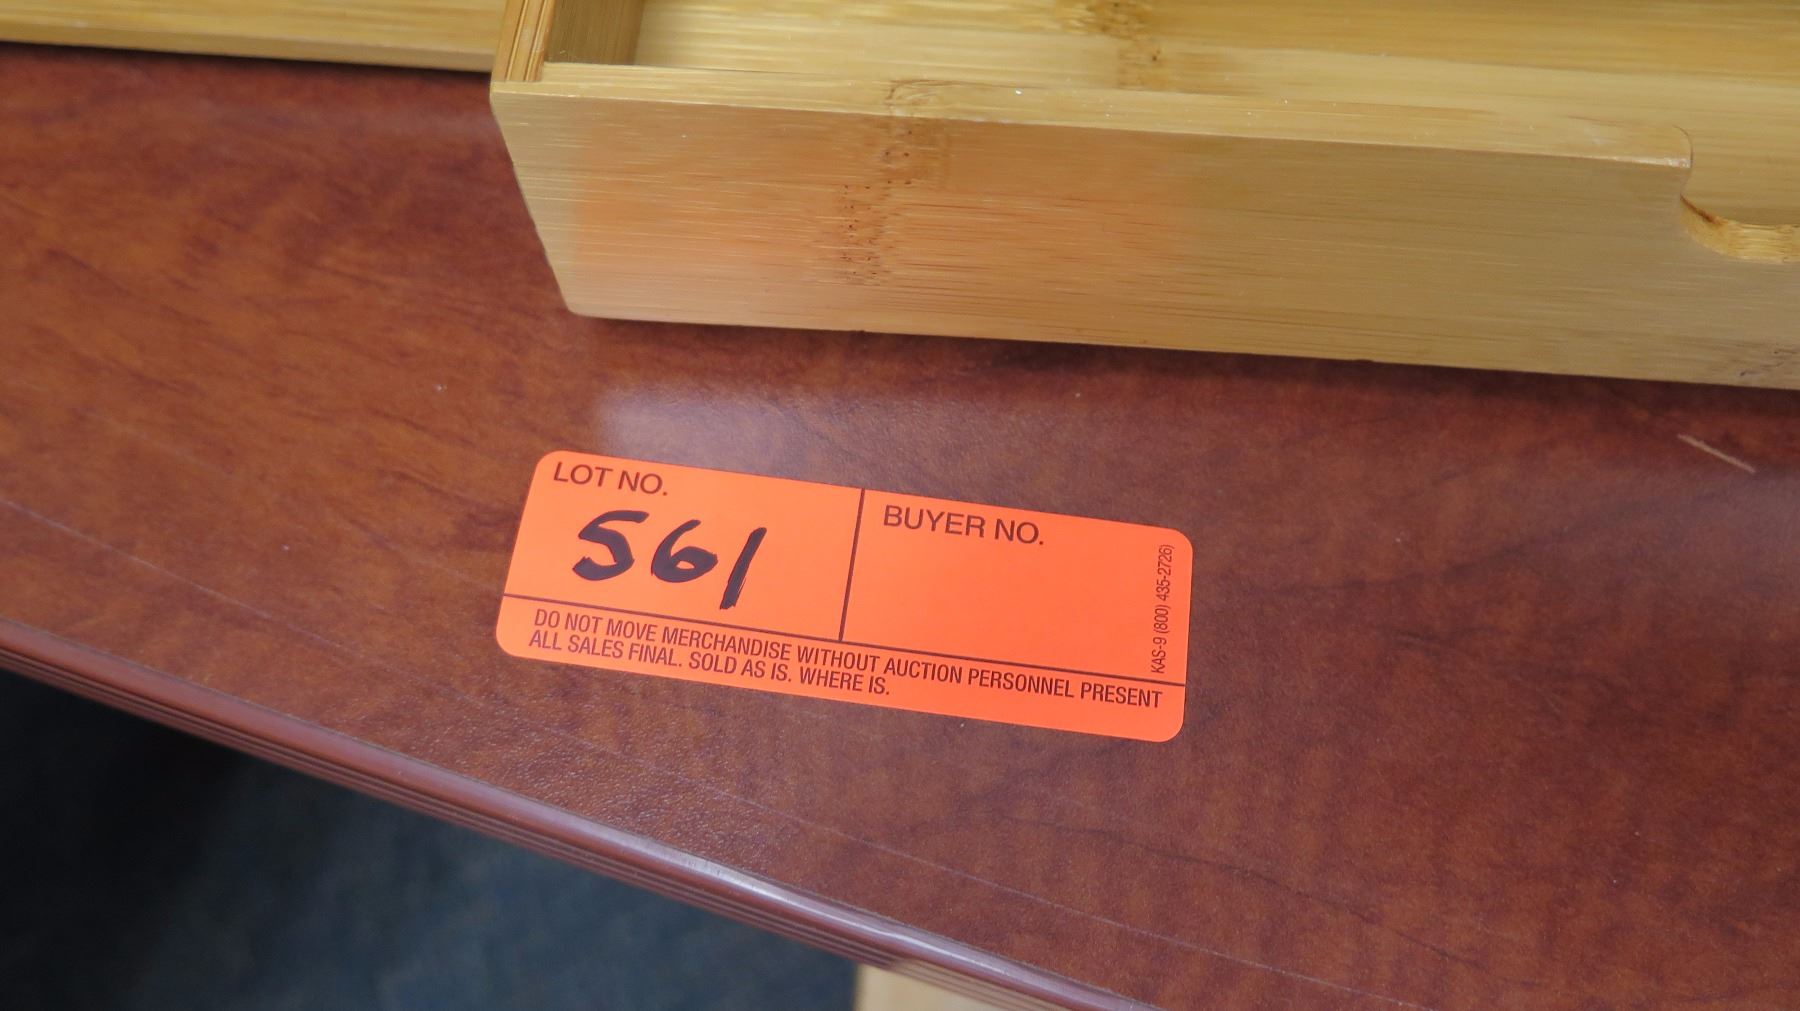 LOT NO.
561
BUYER NO.
KAS-9 (800) 435-2726)
DO NOT MOVE MERCHANDISE WITHOUT AUCTION PERSONNEL PRESENT
ALL SALES FINAL. SOLD AS IS. WHERE IS.